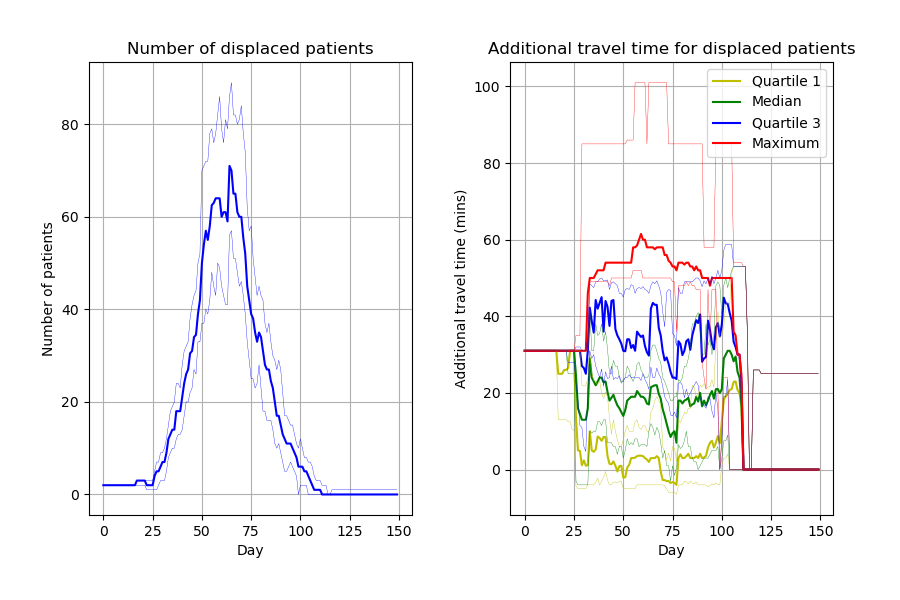 Number of displaced patients
Number of patients
80
60
40
20
0
0 25 50 75 100 125 150
Day
Additional travel time for displaced patients
Additional travel time (mins)
100
80
60
40
20
0
0 25 50 75 100 125 150
Day
Quartile 1
Median
Quartile 3
Maximum